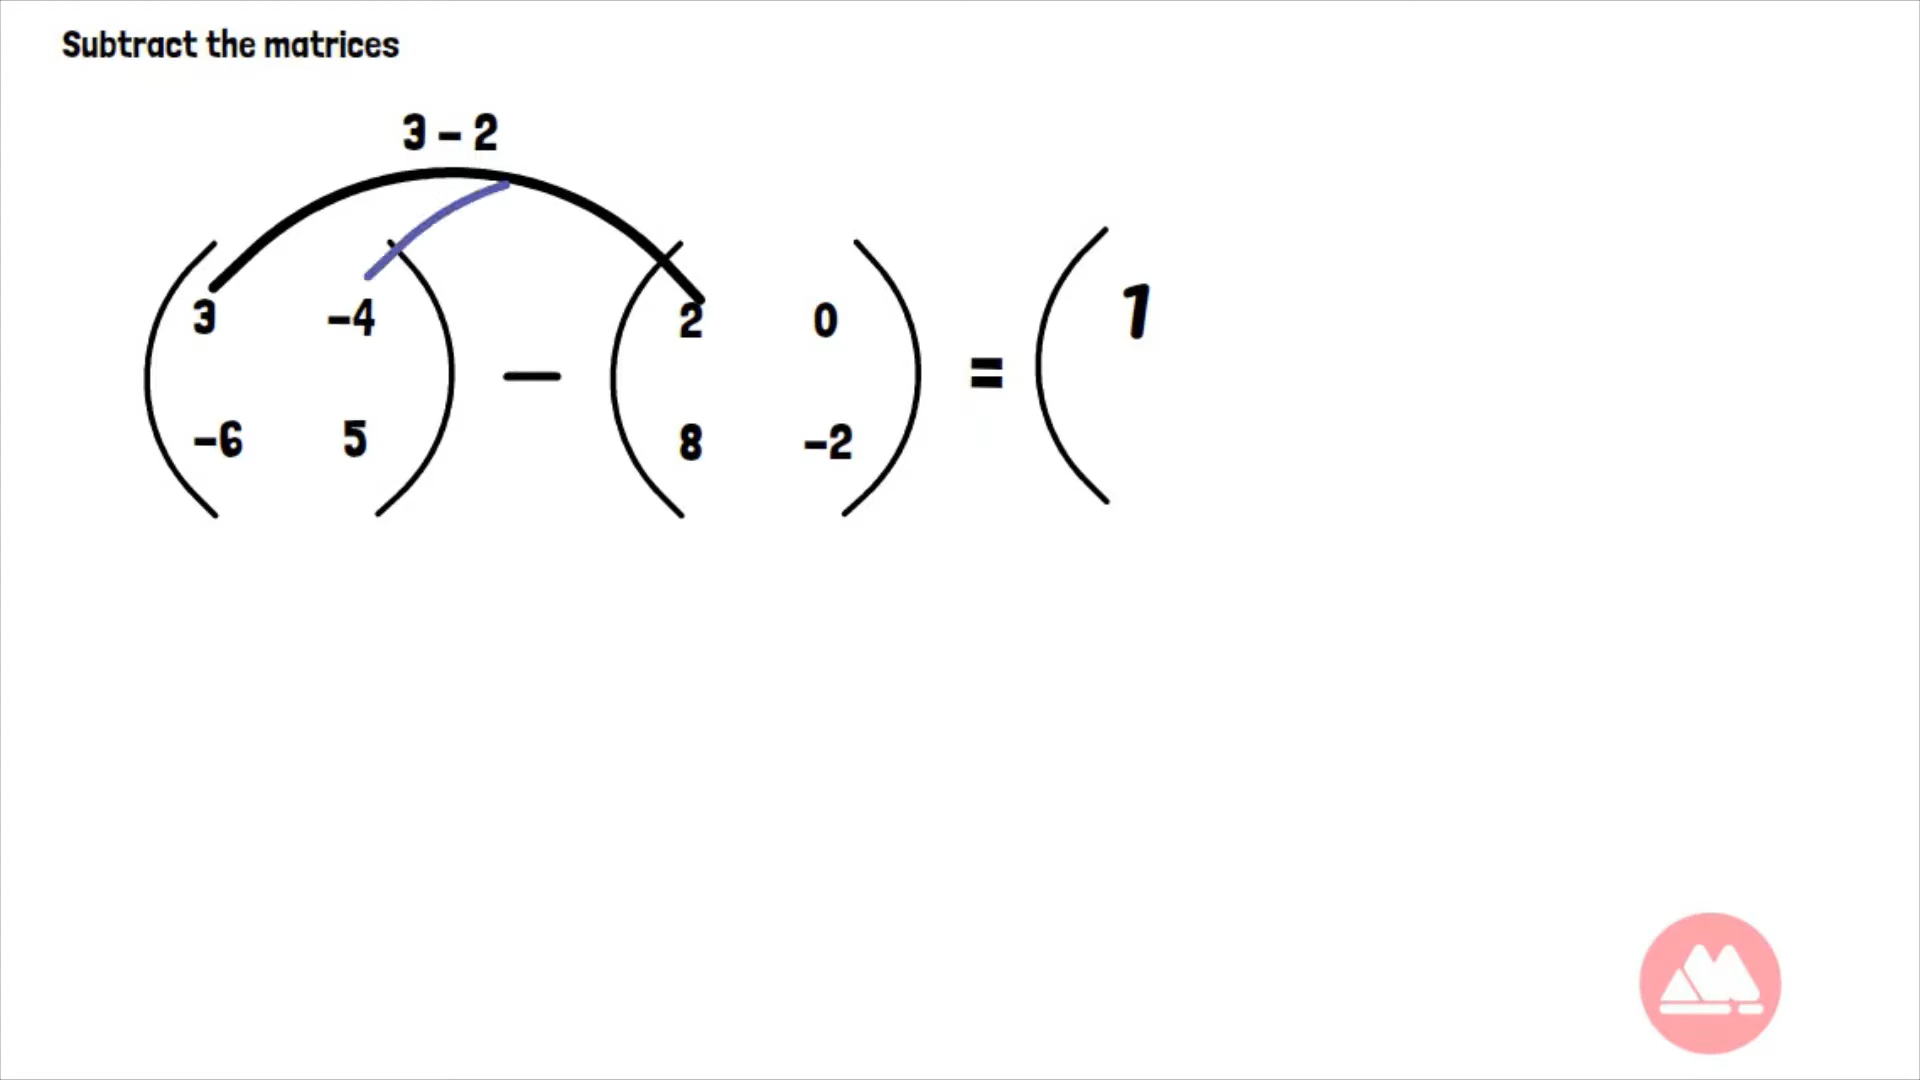 Subtract the matrices
3 – 2
3 –4 – 2 0 = 1
–6 5 8 –2